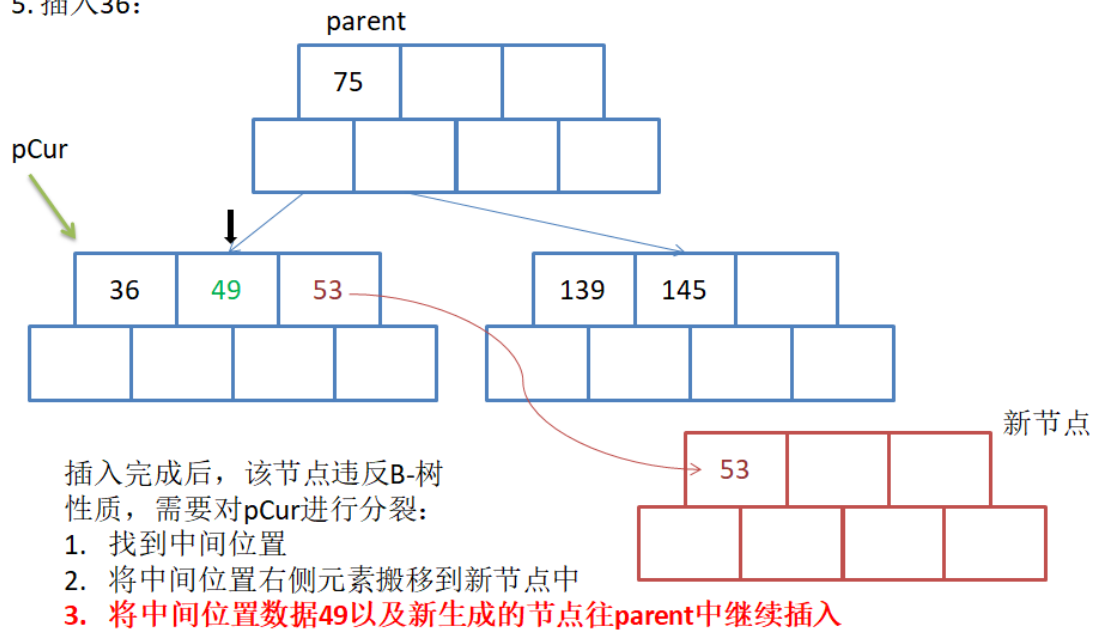 5. 插入36：
parent
75
pCur
36 49 53
139 145
新节点
53
插入完成后，该节点违反B-树
性质，需要对pCur进行分裂：
1. 找到中间位置
2. 将中间位置右侧元素搬移到新节点中
3. 将中间位置数据49以及新生成的节点往parent中继续插入